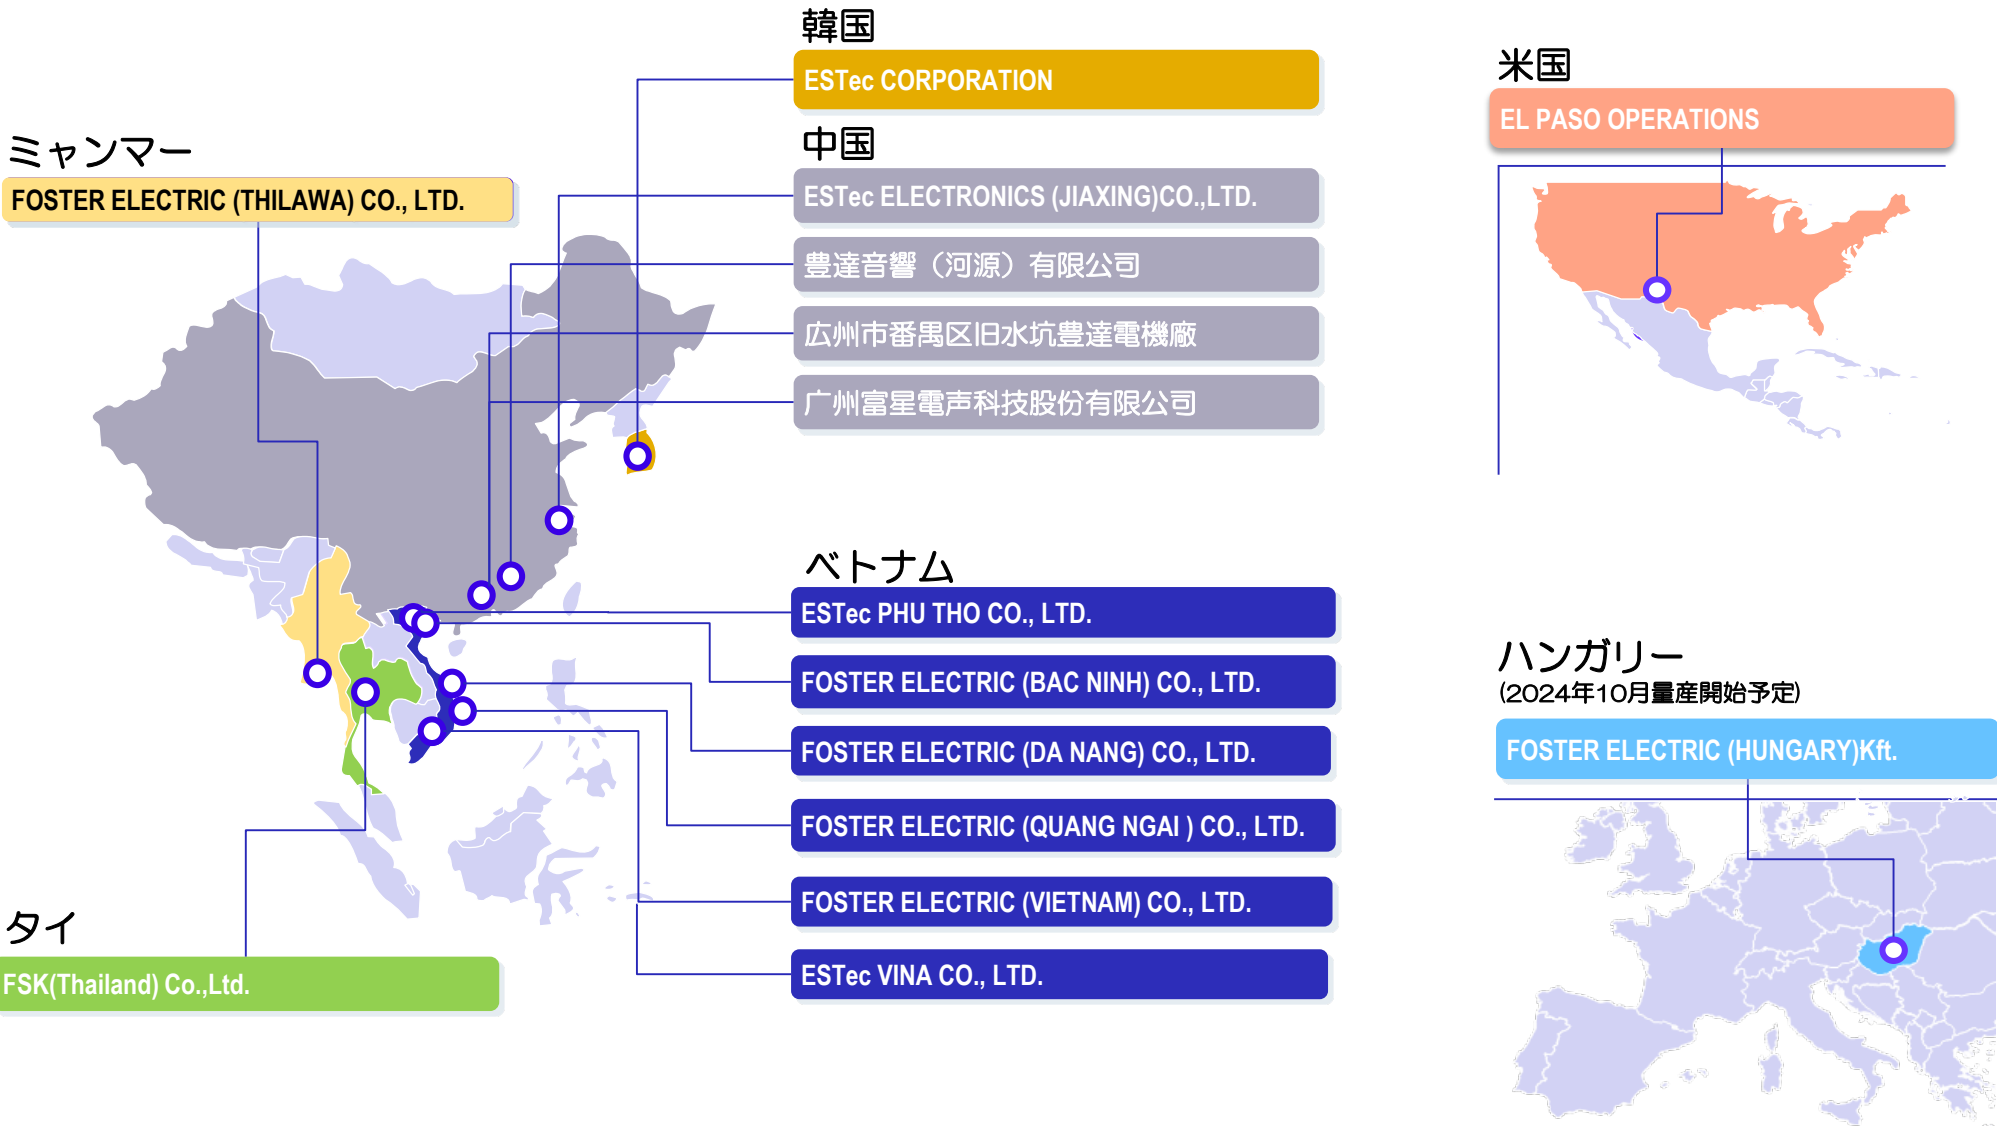 韓国
ESTec CORPORATION
中国
ESTec ELECTRONICS (JIAXING)CO.,LTD.
豊達音響（河源）有限公司
広州市番禺区旧水坑豊達電機廠
广州富星電声科技股份有限公司
ミャンマー
FOSTER ELECTRIC (THILAWA) CO., LTD.
ベトナム
ESTec PHU THO CO., LTD.
FOSTER ELECTRIC (BAC NINH) CO., LTD.
FOSTER ELECTRIC (DA NANG) CO., LTD.
FOSTER ELECTRIC (QUANG NGAI ) CO., LTD.
FOSTER ELECTRIC (VIETNAM) CO., LTD.
ESTec VINA CO., LTD.
タイ
FSK(Thailand) Co.,Ltd.
米国
EL PASO OPERATIONS
ハンガリー
(2024年10月量産開始予定)
FOSTER ELECTRIC (HUNGARY)Kft.